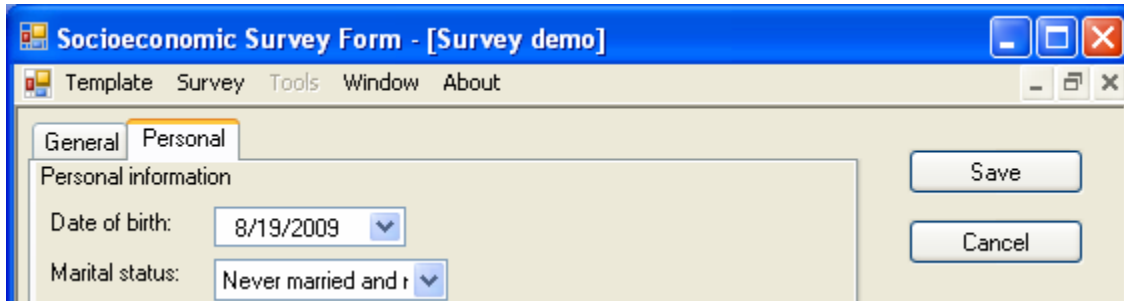 Socioeconomic Survey Form - [Survey demo]
Template Survey Tools Window About
General Personal
Save
Personal information
Date of birth: 8/19/2009
Cancel
Marital status: Never married and r